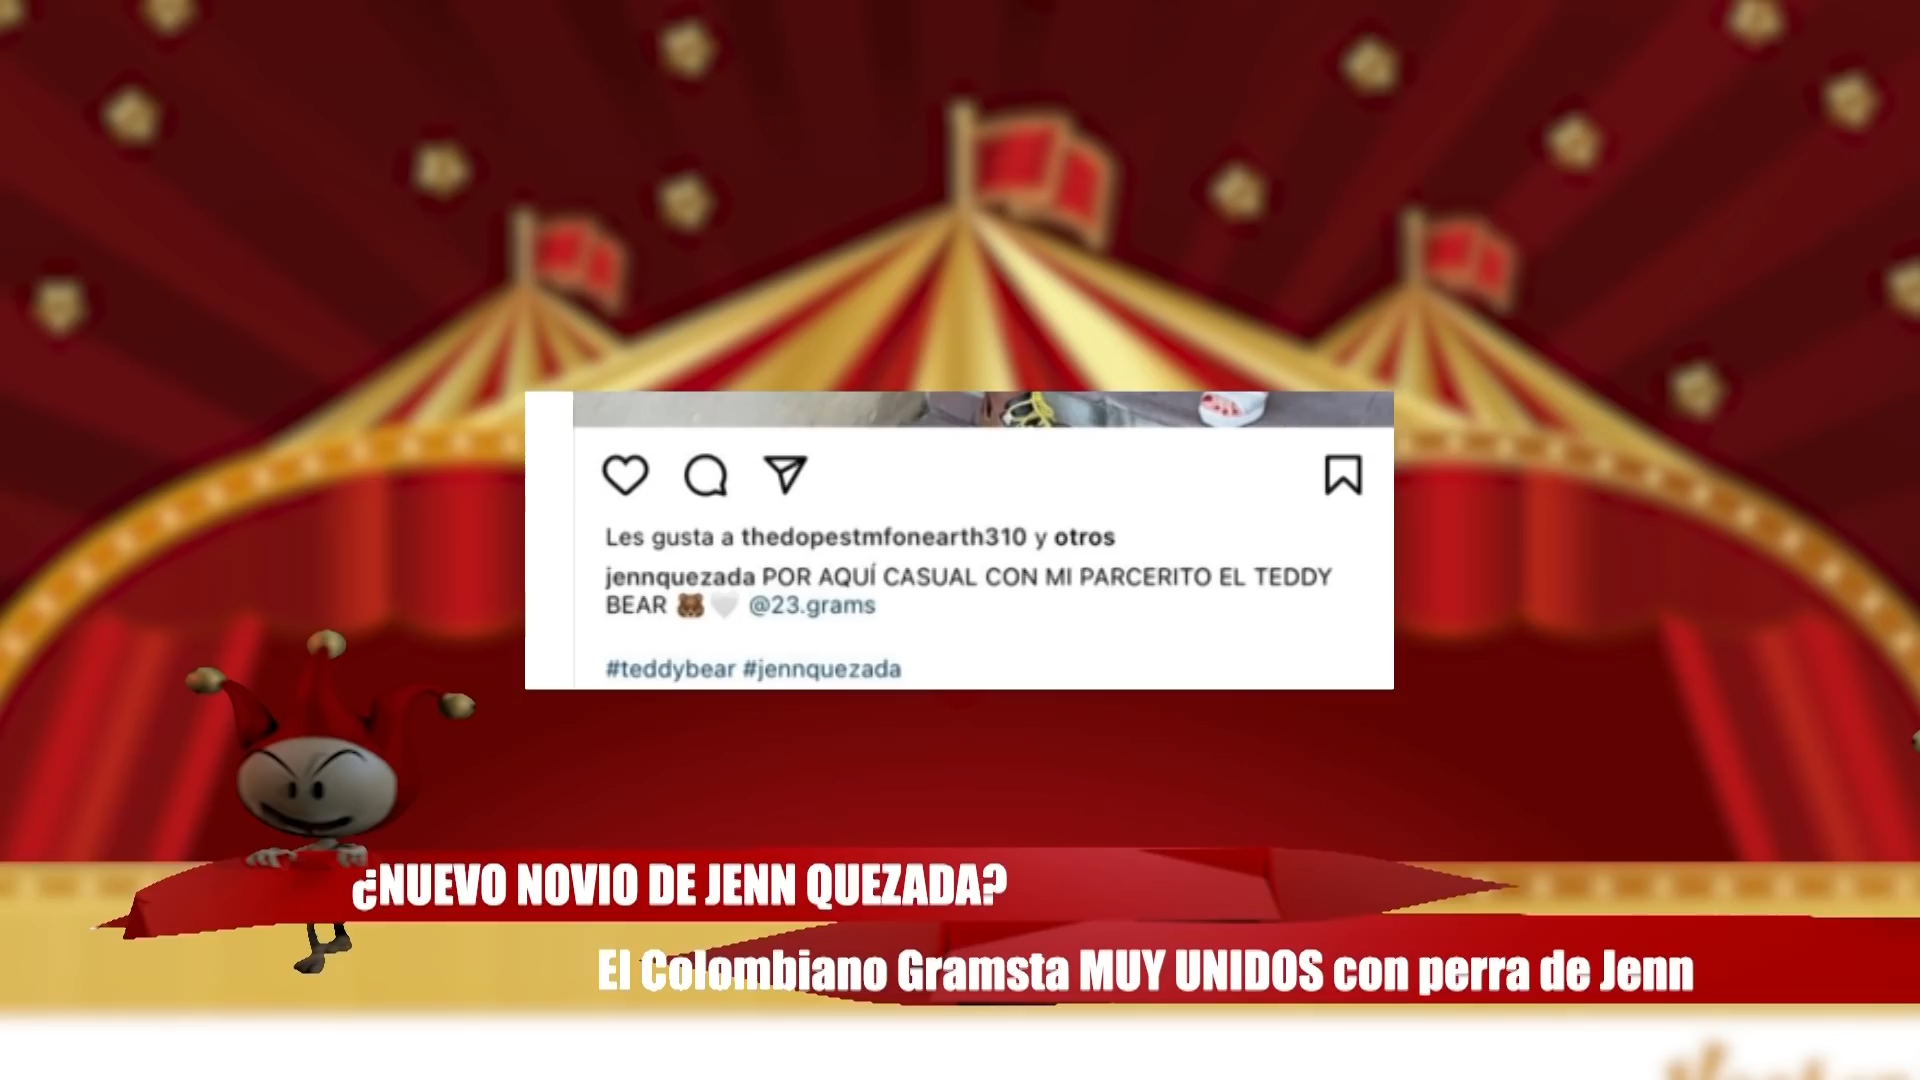 Les gusta a thedopestmfonearth310 y otros
jennquezada POR AQUÍ CASUAL CON MI PARCERITO EL TEDDY
BEAR 🐻🤍 @23.grams
#teddybear #jennquezada
¿NUEVO NOVIO DE JENN QUEZADA?
El Colombiano Gramsta MUY UNIDOS con perra de Jenn